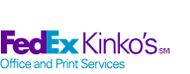 FedEx Kinko's SM
Office and Print Services